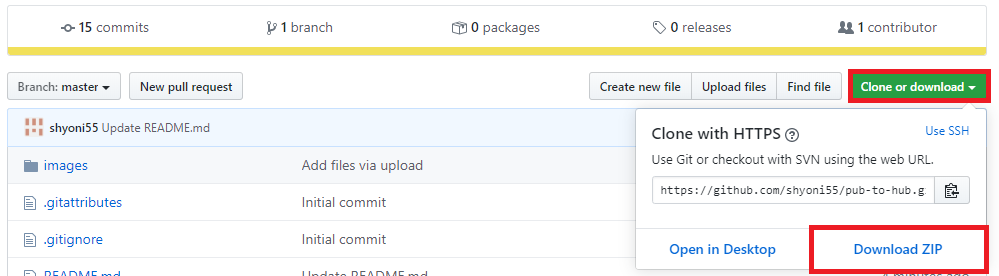 15 commits
1 branch
0 packages
0 releases
1 contributor
Branch: master
New pull request
Create new file
Upload files
Find file
Clone or download
shyoni55 Update README.md
images
Add files via upload
.gitattributes
Initial commit
.gitignore
Initial commit
README.md
Update README.md
4 minutes ago
Clone with HTTPS
Use SSH
Use Git or checkout with SVN using the web URL.
https://github.com/shyoni55/pub-to-hub.g
Open in Desktop
Download ZIP